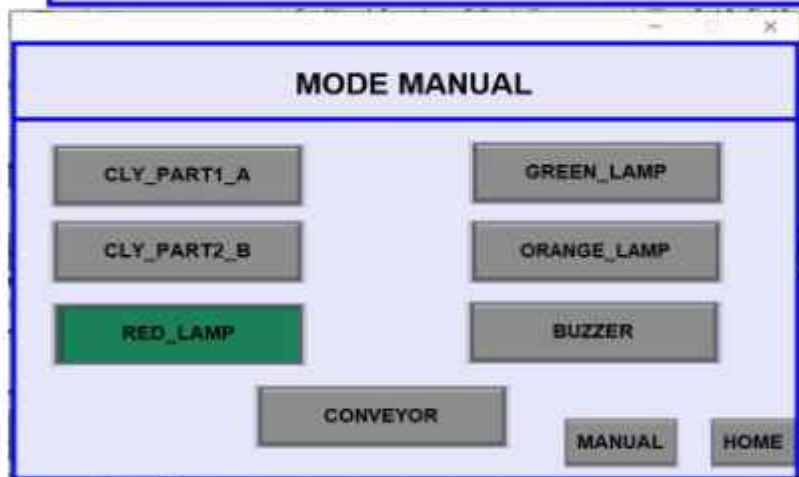 MODE MANUAL
CLY_PART1_A
GREEN_LAMP
CLY_PART2_B
ORANGE_LAMP
RED_LAMP
BUZZER
CONVEYOR
MANUAL
HOME